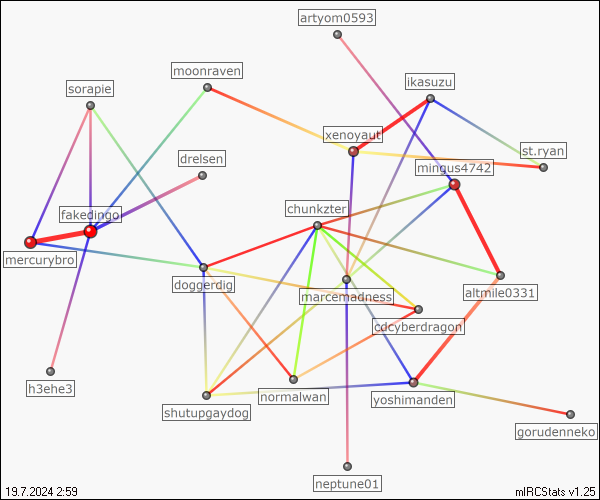 artyom0593
moonraven
ikasuzu
sorapie
xenoyaut
st.ryan
drelsen
mingus4742
chunkzter
fakedingo
mercurybro
doggerdig
marcemadness
altmile0331
cdcyberdragon
h3ehe3
normalwan
yoshimanden
shutupgaydog
gorudenneko
neptune01
19.7.2024 2:59
mIRCStats v1.25